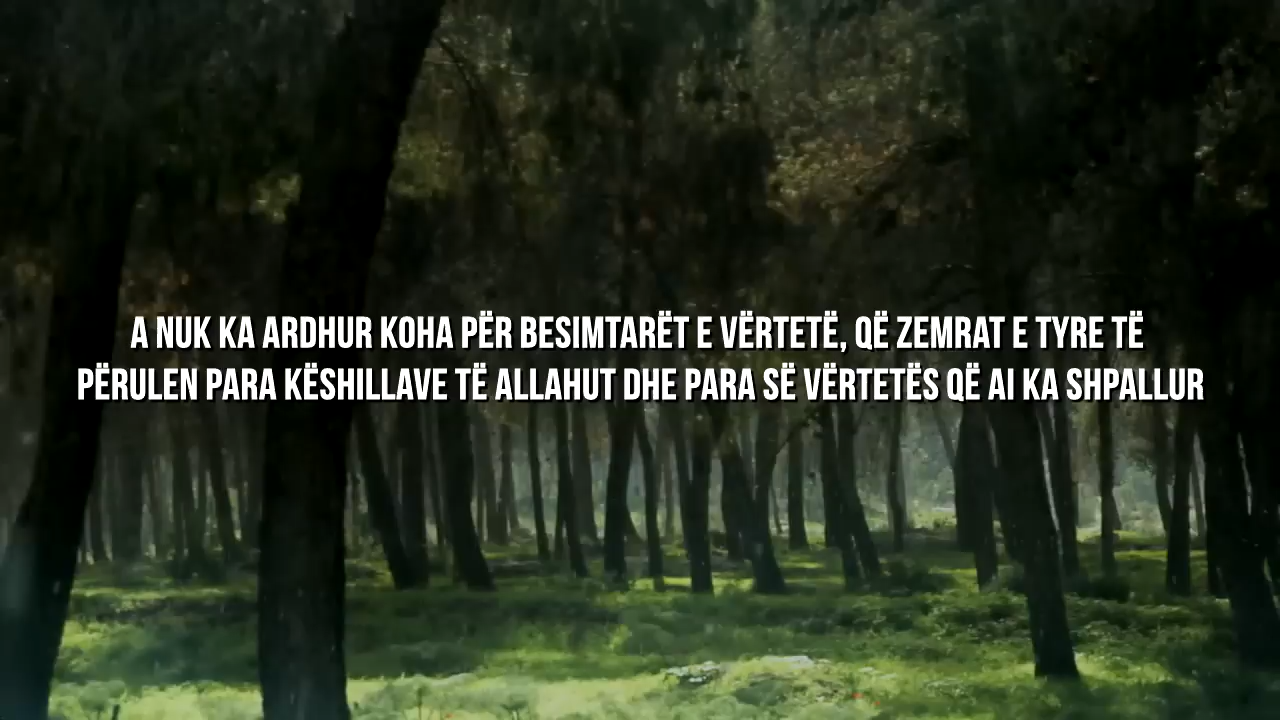 A NUK KA ARDHUR KOHA PËR BESIMTARËT E VËRTETË, QË ZEMRAT E TYRE TË
PËRULEN PARA KËSHILLAVE TË ALLAHUT DHE PARA SË VËRTETËS QË AI KA SHPALLUR